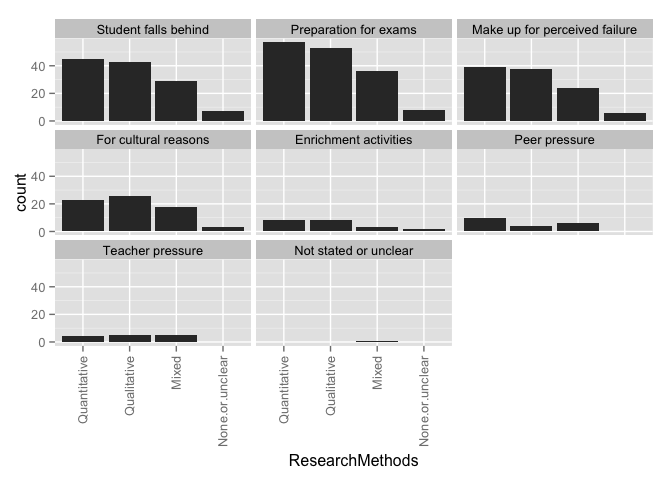 Student falls behind
Preparation for exams
Make up for perceived failure
40
20
0
For cultural reasons
Enrichment activities
Peer pressure
count
40
20
0
Teacher pressure
Not stated or unclear
40
20
0
Quantitative
Qualitative
Mixed
None.or.unclear
Quantitative
Qualitative
Mixed
None.or.unclear
ResearchMethods